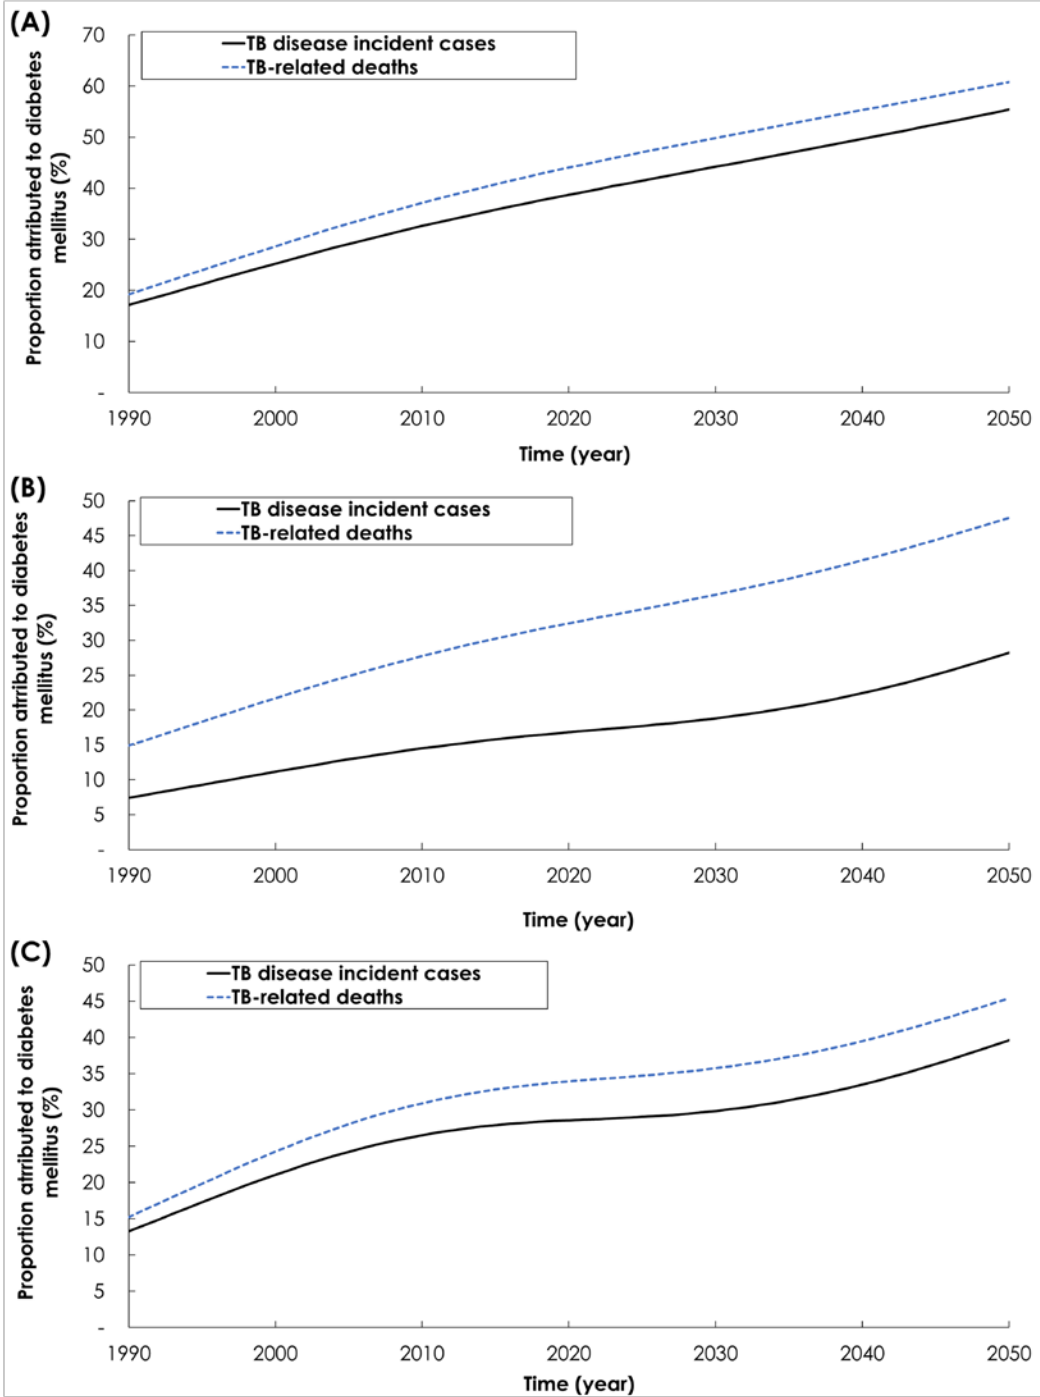 (A)
Proportion atrributed to diabetes
mellitus (%)
70
60
50
40
30
20
10
-
TB disease incident cases
TB-related deaths
1990 2000 2010 2020 2030 2040 2050
Time (year)
(B)
Proportion atrributed to diabetes
mellitus (%)
50
45
40
35
30
25
20
15
10
5
-
TB disease incident cases
TB-related deaths
1990 2000 2010 2020 2030 2040 2050
Time (year)
(C)
Proportion atrributed to diabetes
mellitus (%)
50
45
40
35
30
25
20
15
10
5
-
TB disease incident cases
TB-related deaths
1990 2000 2010 2020 2030 2040 2050
Time (year)